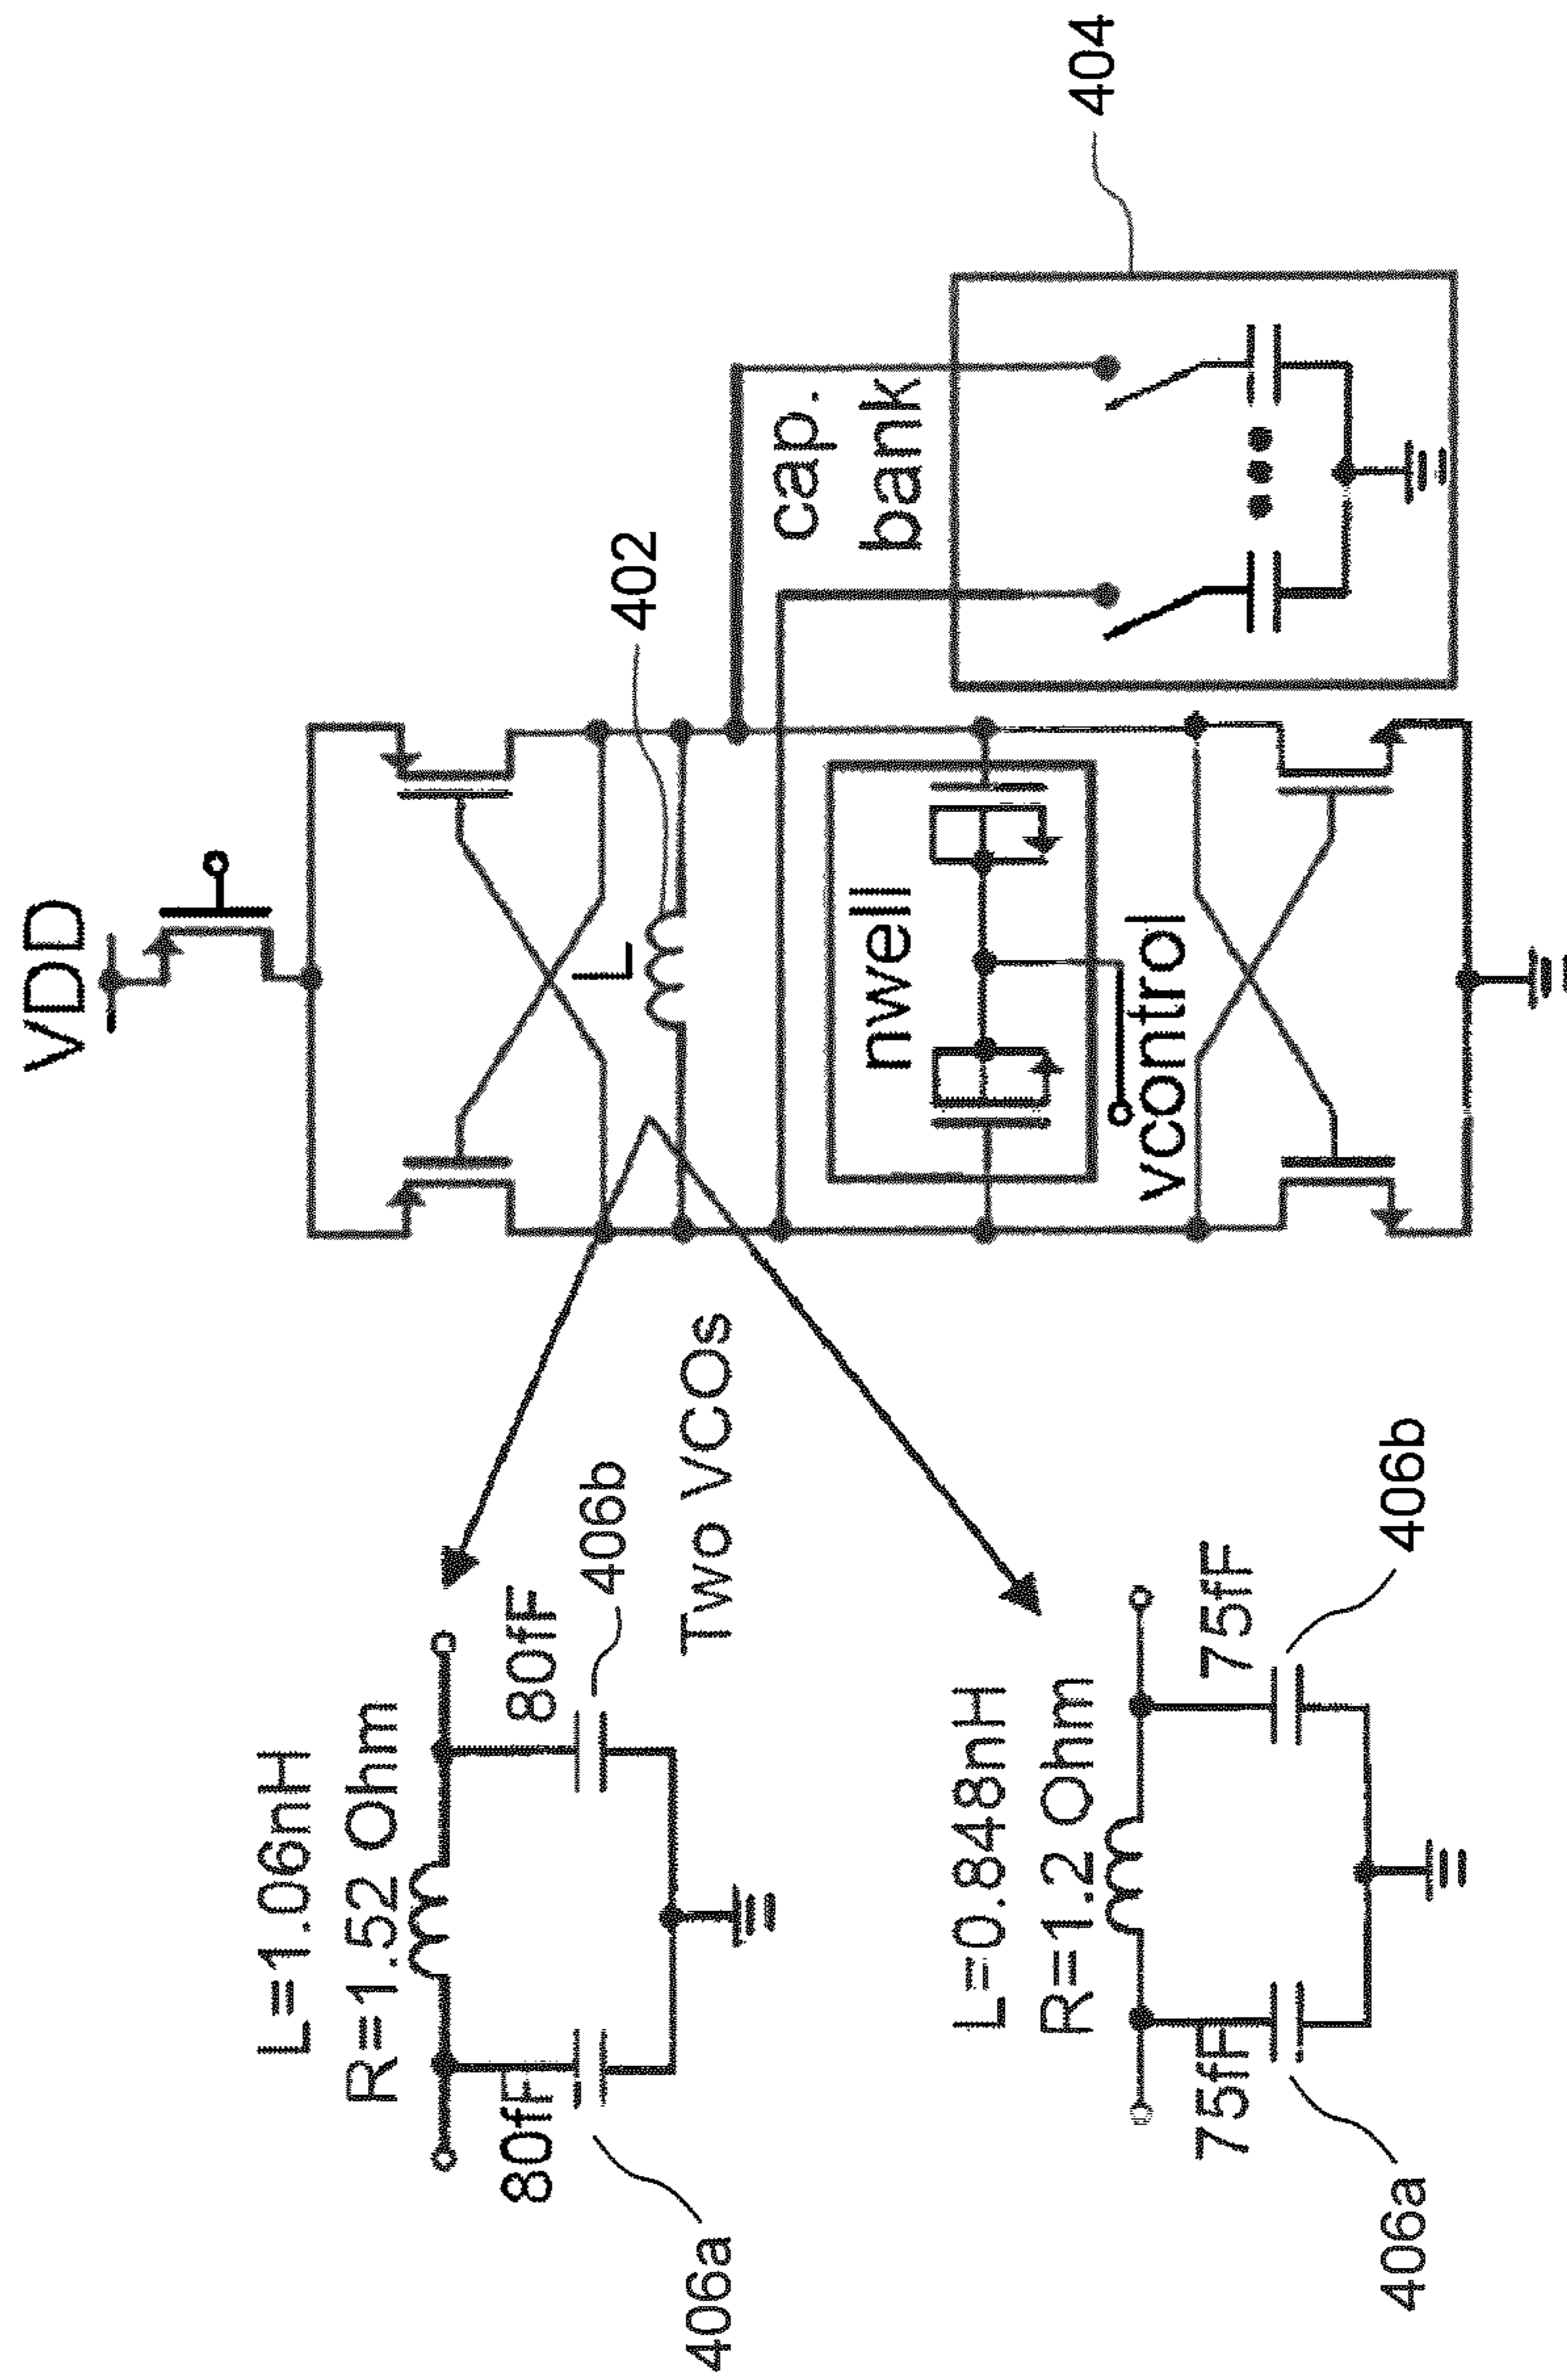 VDD
L
402
nwell
vcontrol
cap.
bank
404
L=1.06nH
R=1.52 Ohm
80fF
80fF
406a
406b
Two VCOs
L=0.848nH
R=1.2 Ohm
75fF
75fF
406a
406b